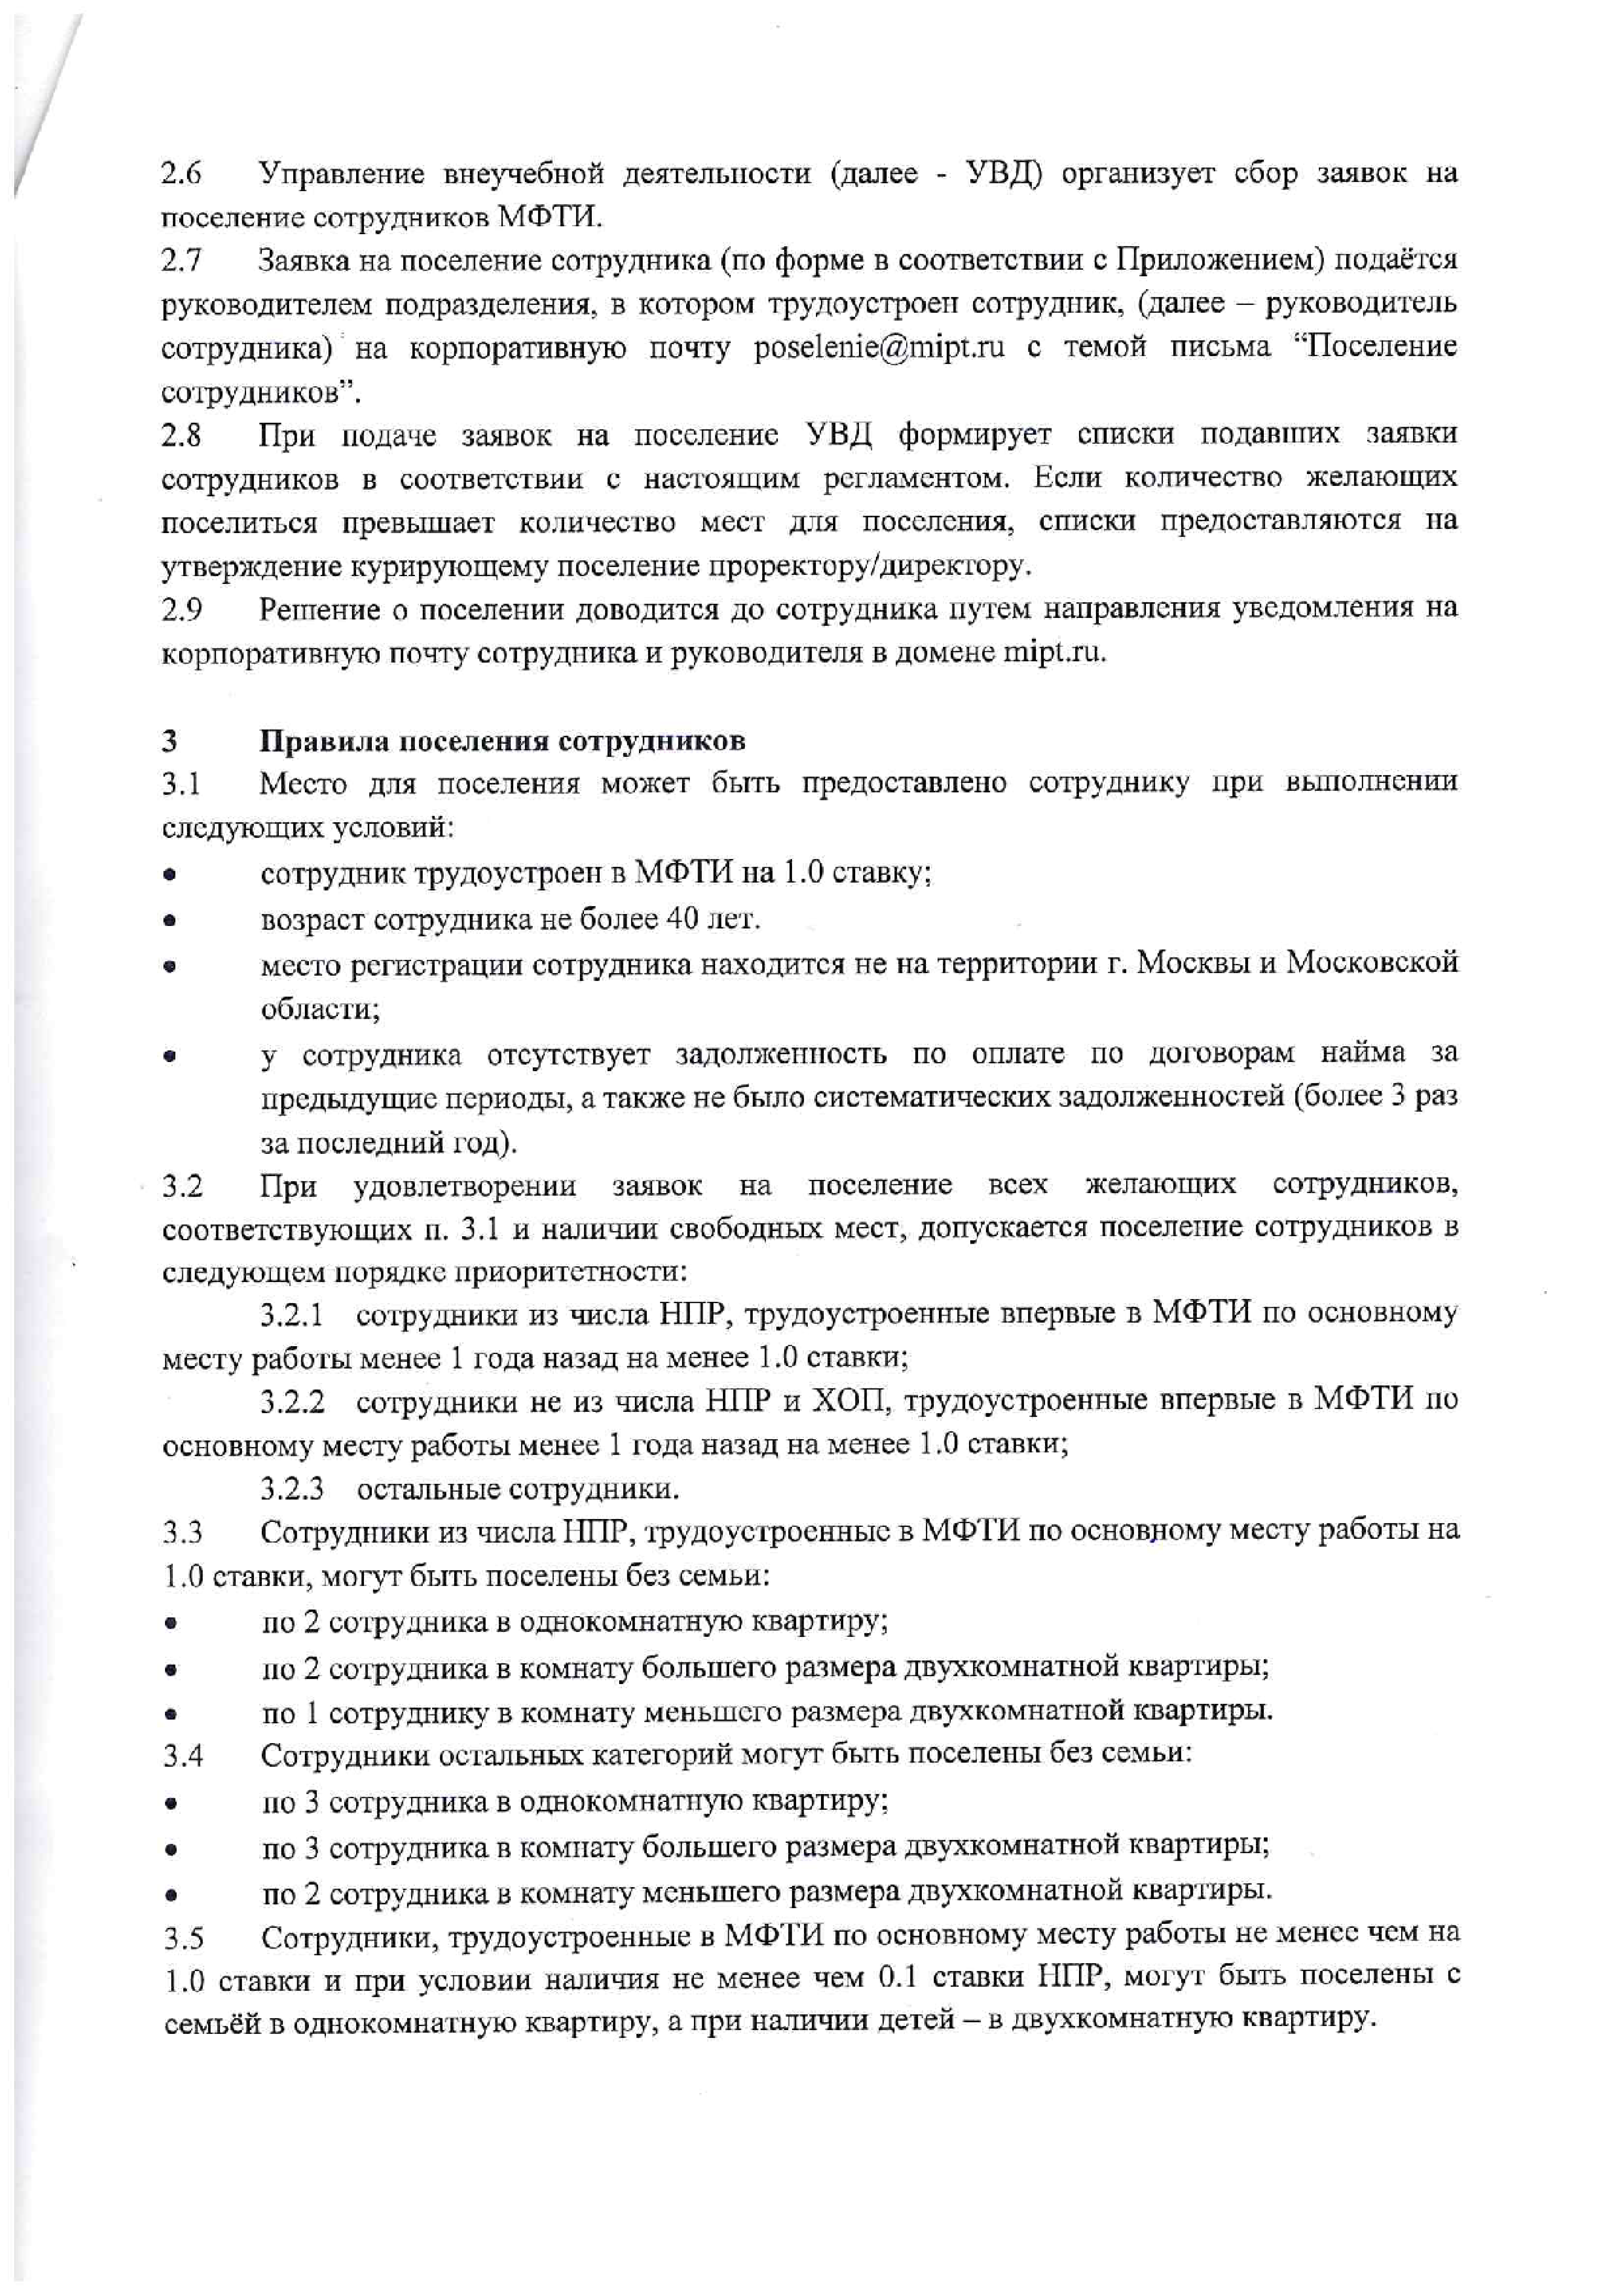 2.6 Управление внеучебной деятельности (далее - УВД) организует сбор заявок на
поселение сотрудников МФТИ.
2.7 Заявка на поселение сотрудника (по форме в соответствии с Приложением) подаётся
руководителем подразделения, в котором трудоустроен сотрудник, (далее – руководитель
сотрудника) на корпоративную почту poselenie@mipt.ru с темой письма “Поселение
сотрудников”.
2.8 При подаче заявок на поселение УВД формирует списки подавших заявки
сотрудников в соответствии с настоящим регламентом. Если количество желающих
поселиться превышает количество мест для поселения, списки предоставляются на
утверждение курирующему поселение проректору/директору.
2.9 Решение о поселении доводится до сотрудника путем направления уведомления на
корпоративную почту сотрудника и руководителя в домене mipt.ru.
3 Правила поселения сотрудников
3.1 Место для поселения может быть предоставлено сотруднику при выполнении
следующих условий:
• сотрудник трудоустроен в МФТИ на 1.0 ставку;
• возраст сотрудника не более 40 лет.
• место регистрации сотрудника находится не на территории г. Москвы и Московской
области;
• у сотрудника отсутствует задолженность по оплате по договорам найма за
предыдущие периоды, а также не было систематических задолженностей (более 3 раз
за последний год).
3.2 При удовлетворении заявок на поселение всех желающих сотрудников,
соответствующих п. 3.1 и наличии свободных мест, допускается поселение сотрудников в
следующем порядке приоритетности:
3.2.1 сотрудники из числа НПР, трудоустроенные впервые в МФТИ по основному
месту работы менее 1 года назад на менее 1.0 ставки;
3.2.2 сотрудники не из числа НПР и ХОП, трудоустроенные впервые в МФТИ по
основному месту работы менее 1 года назад на менее 1.0 ставки;
3.2.3 остальные сотрудники.
3.3 Сотрудники из числа НПР, трудоустроенные в МФТИ по основному месту работы на
1.0 ставки, могут быть поселены без семьи:
• по 2 сотрудника в однокомнатную квартиру;
• по 2 сотрудника в комнату большего размера двухкомнатной квартиры;
• по 1 сотруднику в комнату меньшего размера двухкомнатной квартиры.
3.4 Сотрудники остальных категорий могут быть поселены без семьи:
• по 3 сотрудника в однокомнатную квартиру;
• по 3 сотрудника в комнату большего размера двухкомнатной квартиры;
• по 2 сотрудника в комнату меньшего размера двухкомнатной квартиры.
3.5 Сотрудники, трудоустроенные в МФТИ по основному месту работы не менее чем на
1.0 ставки и при условии наличия не менее чем 0.1 ставки НПР, могут быть поселены с
семьёй в однокомнатную квартиру, а при наличии детей – в двухкомнатную квартиру.